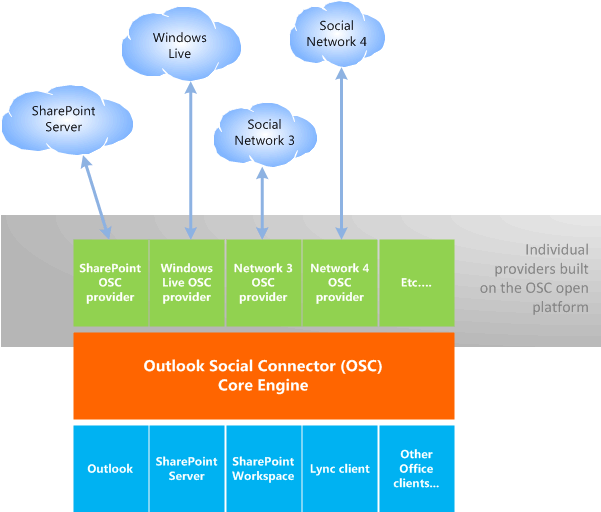 Social
Network 4
Windows
Live
SharePoint
Server
Social
Network 3
SharePoint
OSC
provider
Windows
Live OSC
provider
Network 3
OSC
provider
Network 4
OSC
provider
Etc....
Individual
providers built
on the OSC open
platform
Outlook Social Connector (OSC)
Core Engine
Outlook
SharePoint
Server
SharePoint
Workspace
Lync client
Other
Office
clients...